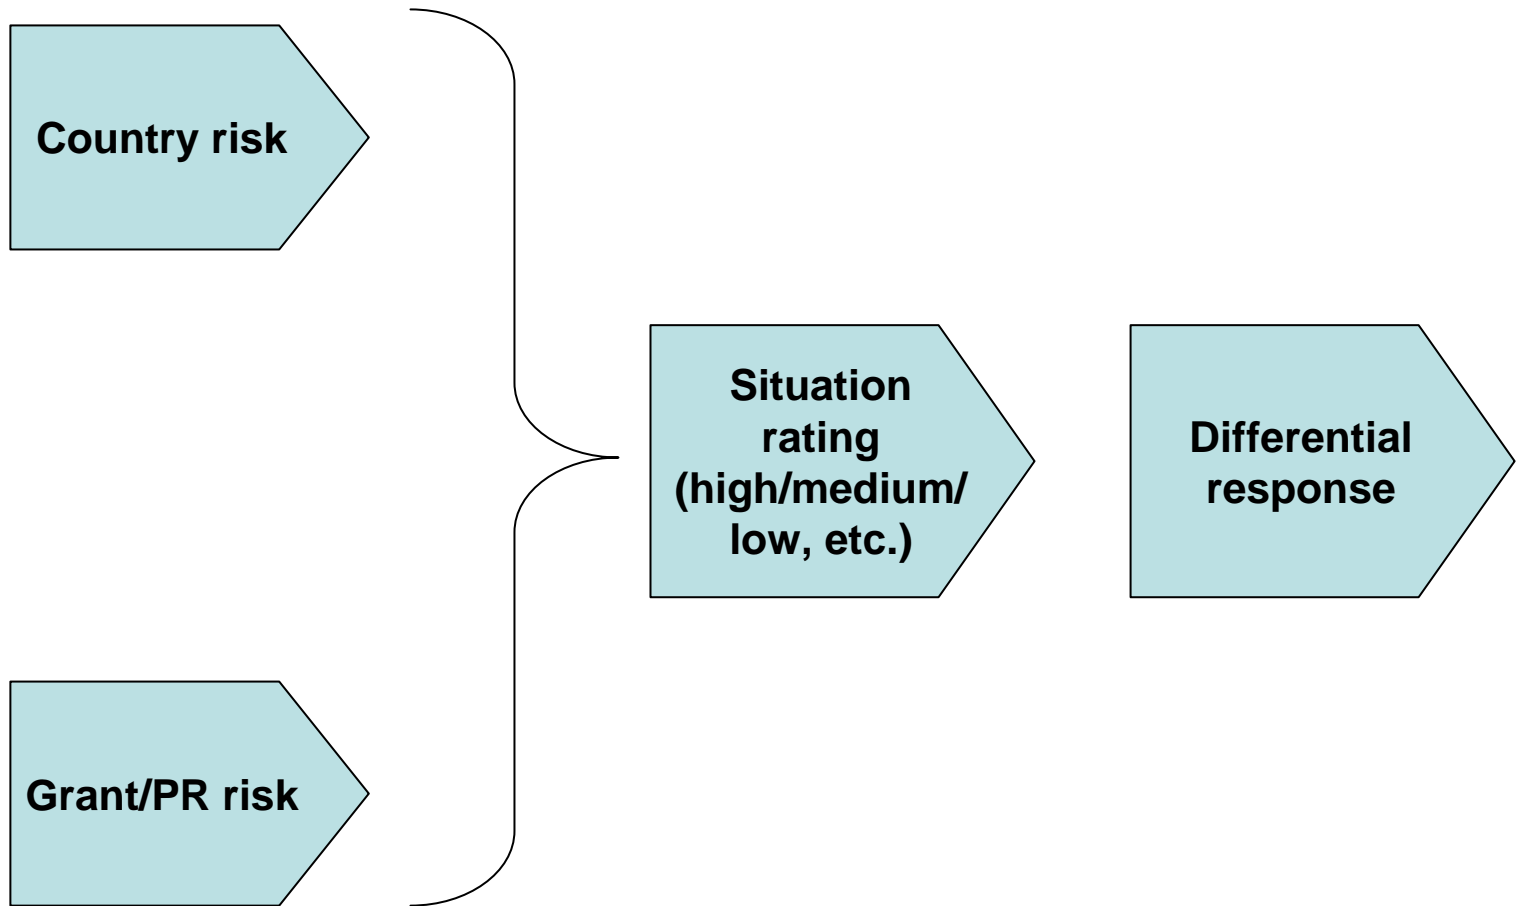 Country risk
Situation
rating
(high/medium/
low, etc.)
Differential
response
Grant/PR risk